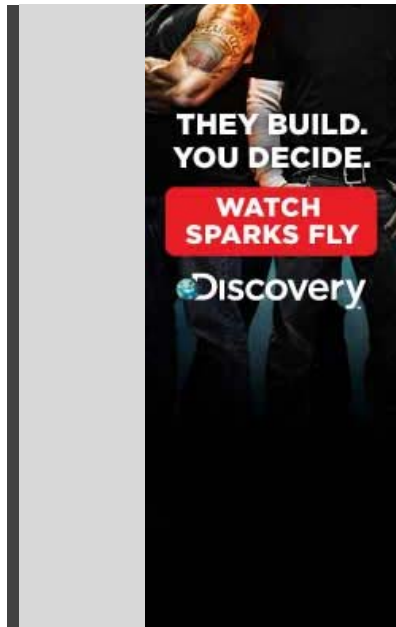 THEY BUILD.
YOU DECIDE.
WATCH
SPARKS FLY
Discovery